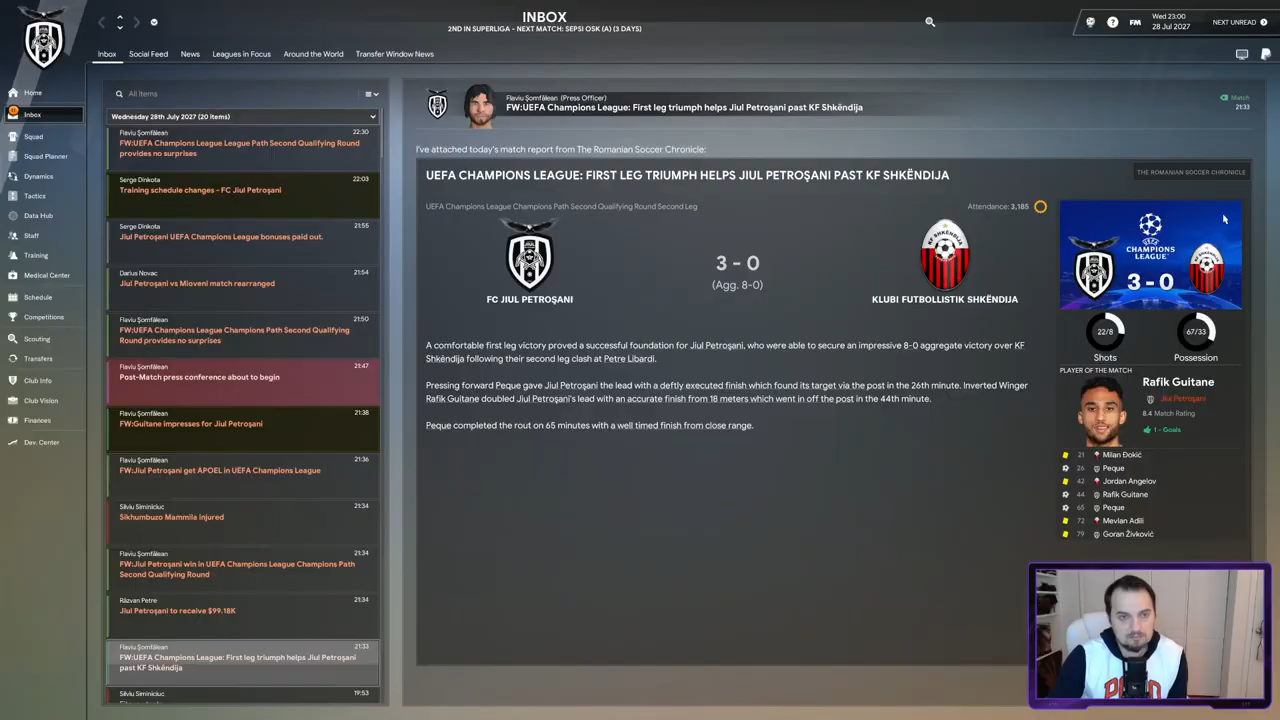 INBOX
2ND IN SUPERLIGA - NEXT MATCH: SEPSI OSK (A) (3 DAYS)
FM
Wed 23:00
28 Jul 2027
NEXT UNREAD
Inbox
Social Feed
News
Leagues in Focus
Around the World
Transfer Window News
Home
Inbox
Squad
Squad Planner
Dynamics
Tactics
Data Hub
Staff
Training
Medical Center
Schedule
Competitions
Scouting
Transfers
Club Info
Club Vision
Finances
Dev. Center
All Items
Wednesday 28th July 2027 (20 Items)
Flaviu Şomfălean 22:30
FW:UEFA Champions League League Path Second Qualifying Round
provides no surprises
Serge Dinkota 22:03
Training schedule changes - FC Jiul Petroşani
Serge Dinkota 21:55
Jiul Petroşani UEFA Champions League bonuses paid out.
Darius Novac 21:54
Jiul Petroşani vs Mioveni match rearranged
Flaviu Şomfălean 21:50
FW:UEFA Champions League Champions Path Second Qualifying
Round provides no surprises
Flaviu Şomfălean 21:47
Post-Match press conference about to begin
Flaviu Şomfălean 21:38
FW:Guitane impresses for Jiul Petroşani
Flaviu Şomfălean 21:36
FW:Jiul Petroşani get APOEL in UEFA Champions League
Silviu Siminiciuc 21:34
Sikhumbuzo Mammila injured
Flaviu Şomfălean 21:34
FW:Jiul Petroşani win in UEFA Champions League Champions Path
Second Qualifying Round
Răzvan Petre 21:34
Jiul Petroşani to receive $99.18K
Flaviu Şomfălean 21:33
FW:UEFA Champions League: First leg triumph helps Jiul Petroşani
past KF Shkëndija
Silviu Siminiciuc 19:53
Flaviu Şomfălean (Press Officer)
FW:UEFA Champions League: First leg triumph helps Jiul Petroşani past KF Shkëndija
Match
21:33
I've attached today's match report from The Romanian Soccer Chronicle:
UEFA CHAMPIONS LEAGUE: FIRST LEG TRIUMPH HELPS JIUL PETROŞANI PAST KF SHKËNDIJA
THE ROMANIAN SOCCER CHRONICLE
UEFA Champions League Champions Path Second Qualifying Round Second Leg
Attendance: 3,185
3 - 0
(Agg. 8-0)
FC JIUL PETROŞANI
KLUBI FUTBOLLISTIK SHKËNDIJA
A comfortable first leg victory proved a successful foundation for Jiul Petroşani, who were able to secure an impressive 8-0 aggregate victory over KF
Shkëndija following their second leg clash at Petre Libardi.
Pressing forward Peque gave Jiul Petroşani the lead with a deftly executed finish which found its target via the post in the 26th minute. Inverted Winger
Rafik Guitane doubled Jiul Petroşani's lead with an accurate finish from 18 meters which went in off the post in the 44th minute.
Peque completed the rout on 65 minutes with a well timed finish from close range.
UEFA
CHAMPIONS
LEAGUE
3 - 0
22/8
Shots
67/33
Possession
PLAYER OF THE MATCH
Rafik Guitane
Jiul Petroşani
8.4 Match Rating
1 - Goals
21 Milan Đokić
26 Peque
42 Jordan Angelov
44 Rafik Guitane
65 Peque
72 Mevlan Adili
79 Goran Živković